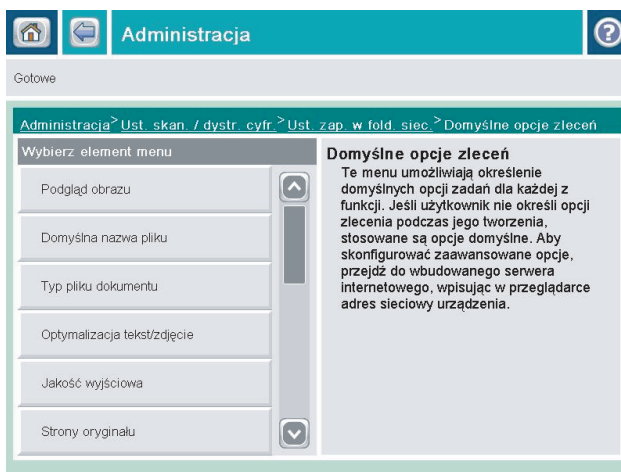 Administracja
?
Gotowe
Administracja>Ust. skan. / dystr. cyfr.>Ust. zap. w fold. siec.>Domyślne opcje zleceń
Wybierz element menu
Podgląd obrazu
Domyślna nazwa pliku
Typ pliku dokumentu
Optymalizacja tekst/zdjęcie
Jakość wyjściowa
Strony oryginału
Domyślne opcje zleceń
Te menu umożliwiają określenie
domyślnych opcji zadań dla każdej z
funkcji. Jeśli użytkownik nie określi opcji
zlecenia podczas jego tworzenia,
stosowane są opcje domyślne. Aby
skonfigurować zaawansowane opcje,
przejdź do wbudowanego serwera
internetowego, wpisując w przeglądarce
adres sieciowy urządzenia.